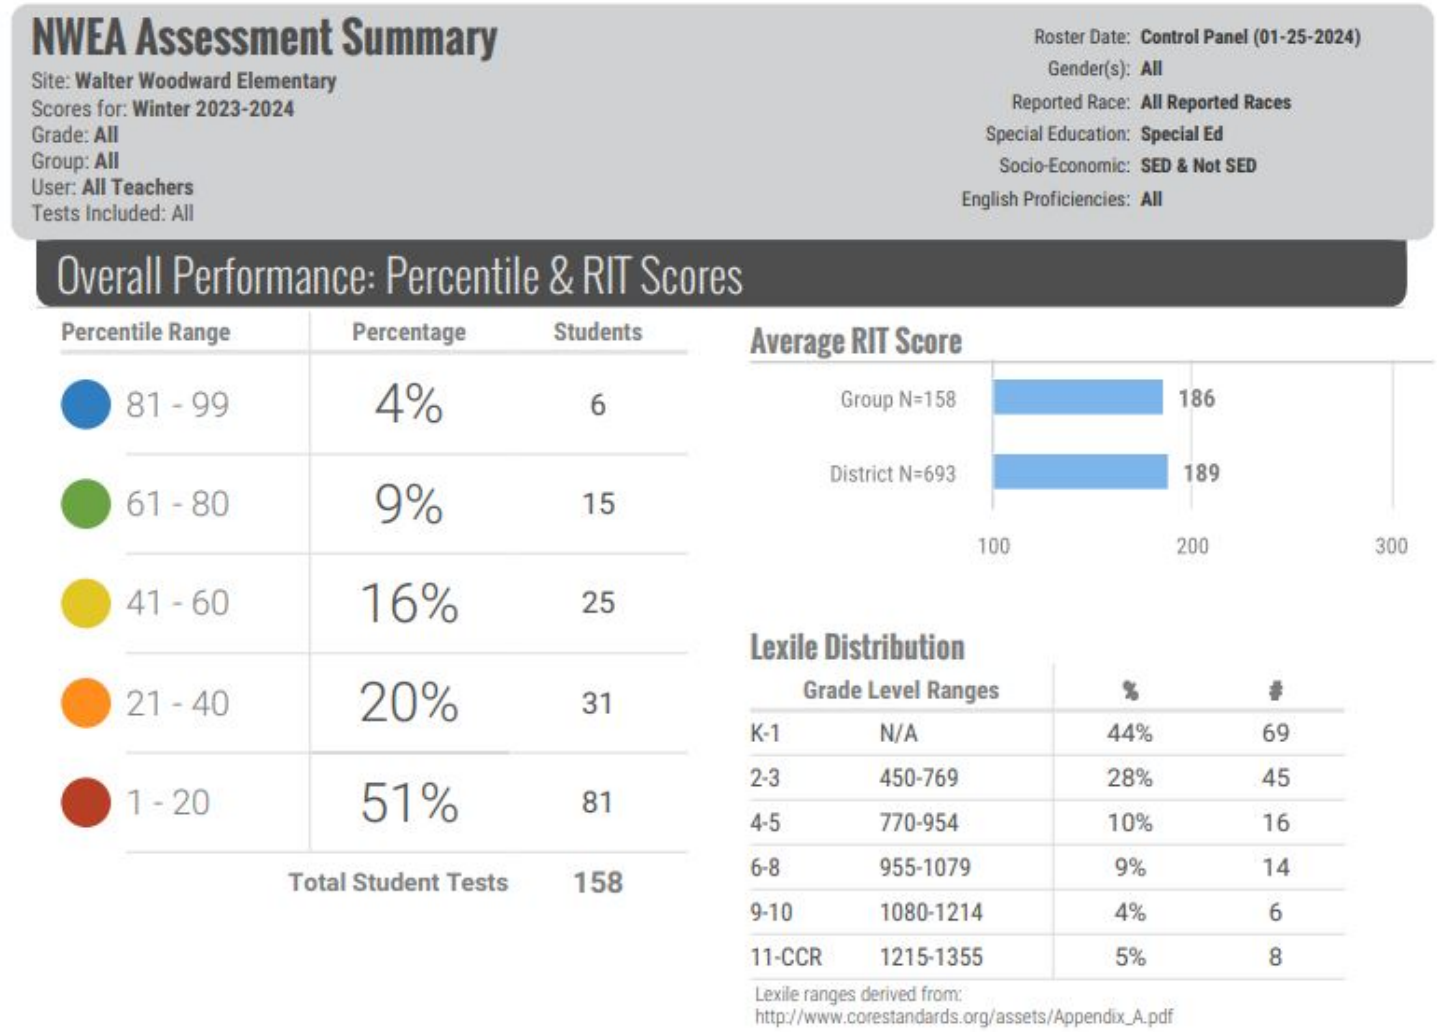 NWEA Assessment Summary
Site: Walter Woodward Elementary
Scores for: Winter 2023-2024
Grade: All
Group: All
User: All Teachers
Tests Included: All
Roster Date: Control Panel (01-25-2024)
Gender(s): All
Reported Race: All Reported Races
Special Education: Special Ed
Socio-Economic: SED & Not SED
English Proficiencies: All
Overall Performance: Percentile & RIT Scores
Percentile Range Percentage Students
81 - 99 4% 6
61 - 80 9% 15
41 - 60 16% 25
21 - 40 20% 31
1 - 20 51% 81
Total Student Tests 158
Average RIT Score
Group N=158 186
District N=693 189
100 200 300
Lexile Distribution
Grade Level Ranges % #
K-1 N/A 44% 69
2-3 450-769 28% 45
4-5 770-954 10% 16
6-8 955-1079 9% 14
9-10 1080-1214 4% 6
11-CCR 1215-1355 5% 8
Lexile ranges derived from:
http://www.corestandards.org/assets/Appendix_A.pdf